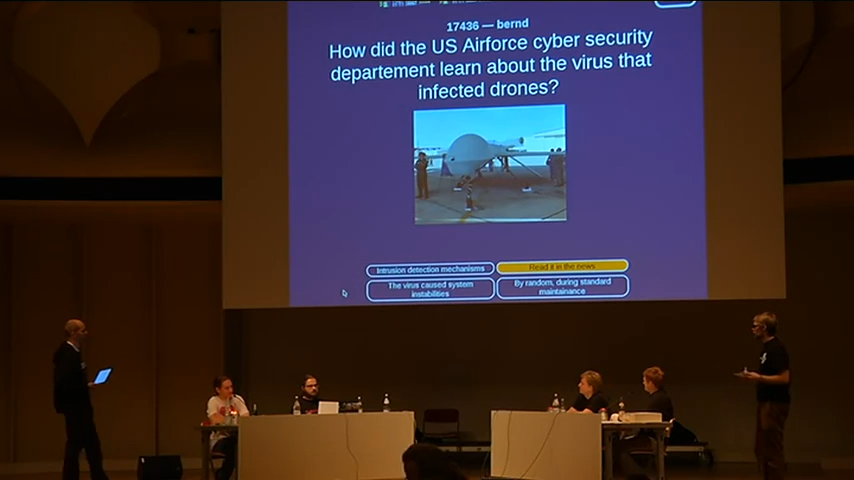 17436 — bernd
How did the US Airforce cyber security
departement learn about the virus that
infected drones?
Intrusion detection mechanisms
Read it in the news
The virus caused system
instabilities
By random, during standard
maintainance